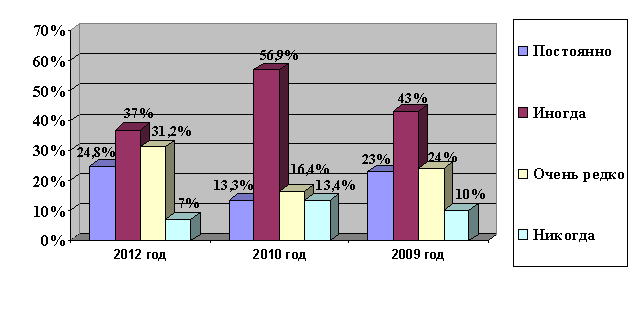 70%
60%
50%
40%
30%
20%
10%
0%
24,8%
37%
31,2%
7%
13,3%
56,9%
16,4%
13,4%
23%
43%
24%
10%
2012 год
2010 год
2009 год
Постоянно
Иногда
Очень редко
Никогда